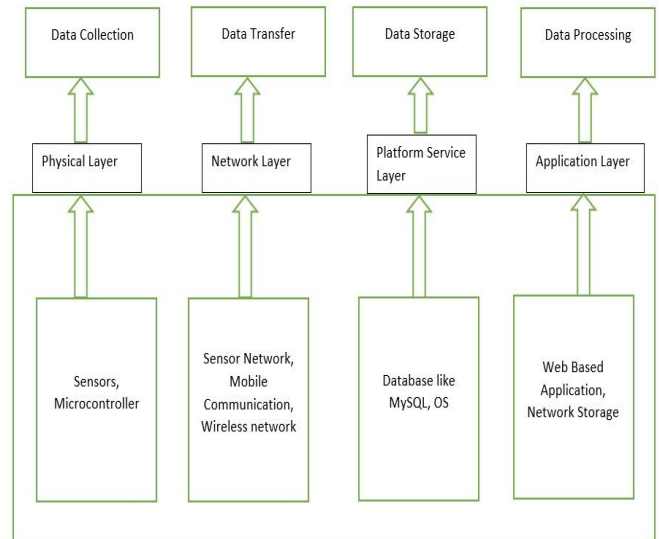 Data Collection
Data Transfer
Data Storage
Data Processing
Physical Layer
Network Layer
Platform Service
Layer
Application Layer
Sensors,
Microcontroller
Sensor Network,
Mobile
Communication,
Wireless network
Database like
MySQL, OS
Web Based
Application,
Network Storage